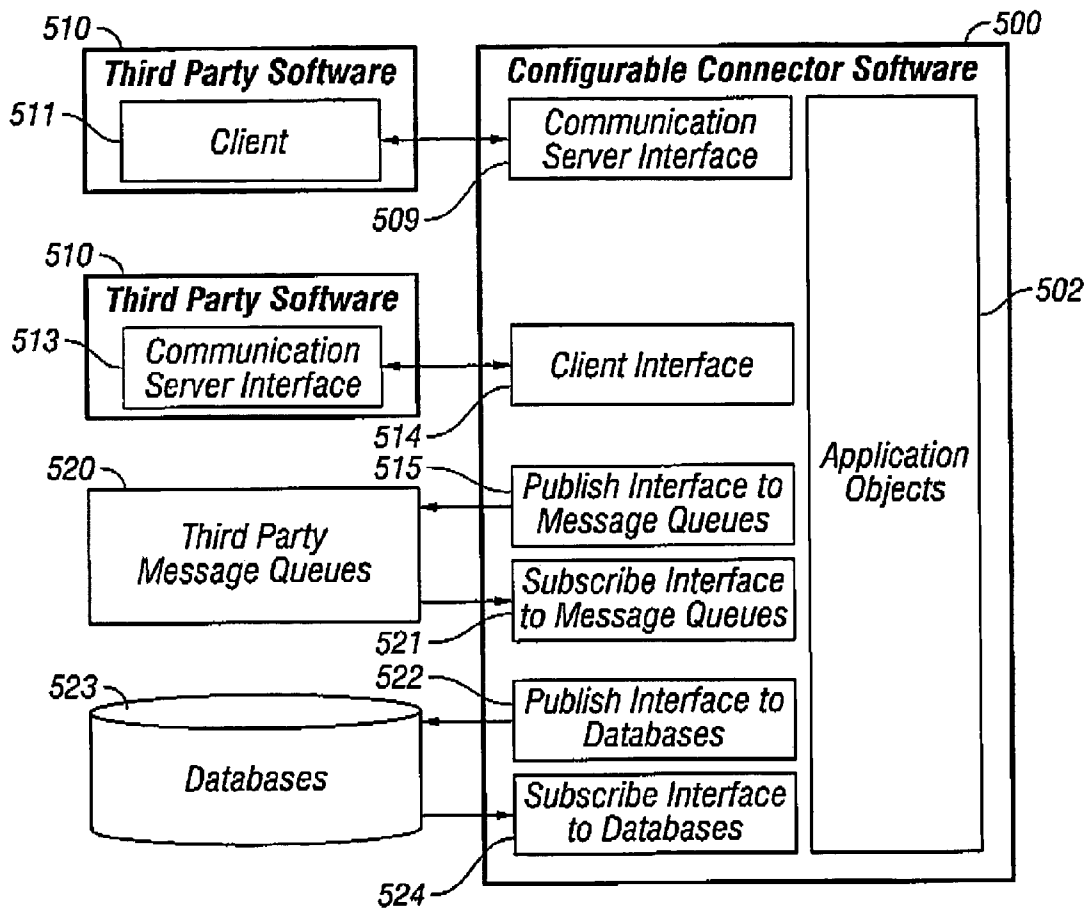 510
Third Party Software
511
Client
500
Configurable Connector Software
Communication
Server Interface
509
510
Third Party Software
513
Communication
Server Interface
Client Interface
514
502
Application
Objects
520
Third Party
Message Queues
515
Publish Interface to
Message Queues
Subscribe Interface
to Message Queues
521
523
Databases
522
Publish Interface to
Databases
Subscribe Interface
to Databases
524